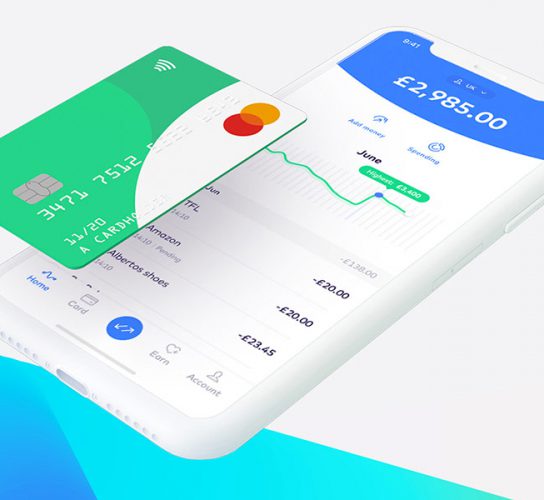 9:41
UK
£2,985.00
Add money
Spending
June
Highest: £3,400
Jun
TFL
14:10
-£138.00
Amazon
14:10 · Pending
-£20.00
Albertos shoes
-£20.00
-£23.45
Home
Card
Earn
Account
3471 7512
11/20
A CARDHO